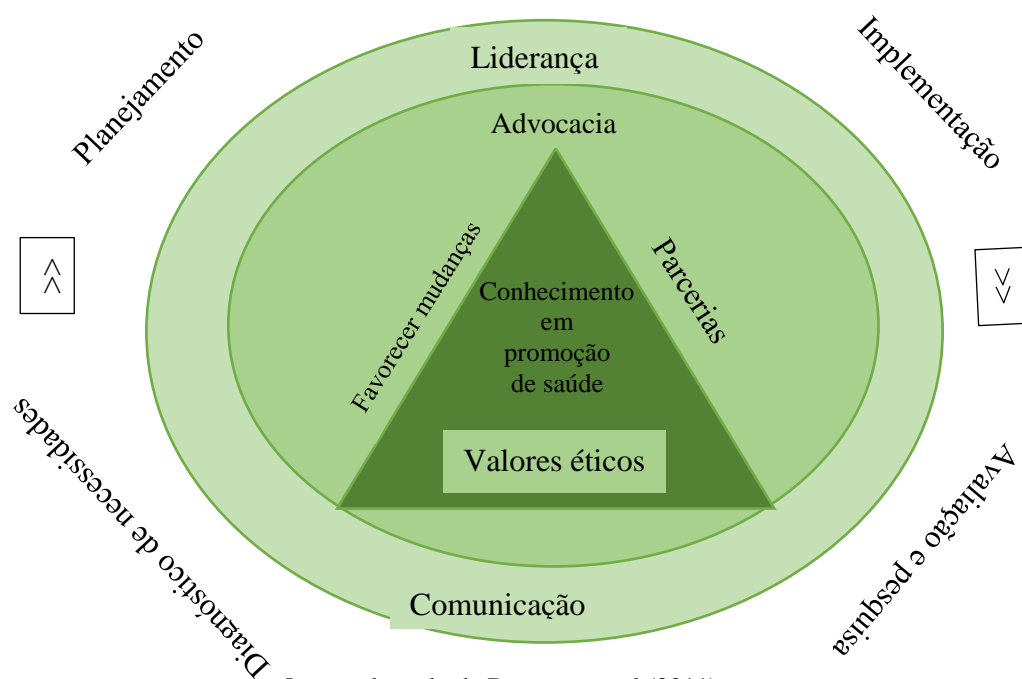 Planejamento
Implementação
Liderança
Advocacia
Favorecer mudanças
Parcerias
Conhecimento
em
promoção
de saúde
Valores éticos
Diagnóstico de necessidades
Avaliação e pesquisa
Comunicação